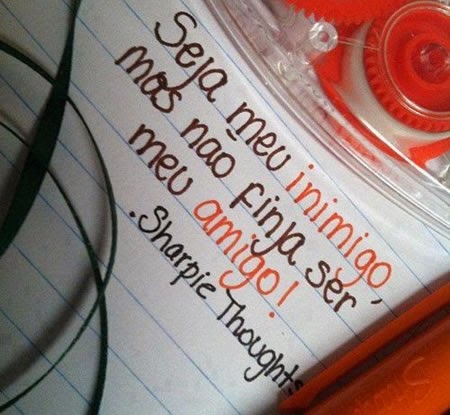 Seja meu inimigo
mas não finja ser
meu amigo!
.Sharpie Thoughts